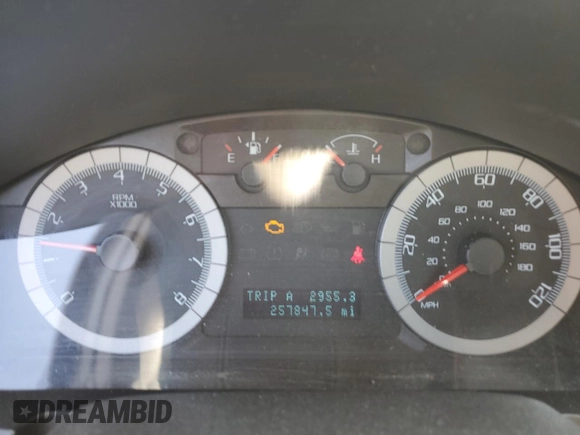 E F
H
RPM
X1000
0 1 2 3 4 5 6 7 8
0 20 40 60 80 100 120
20 40 60 80 100 120 140 160 180
MPH
TRIP A 2955.3
257847.5 mi
DREAMBID